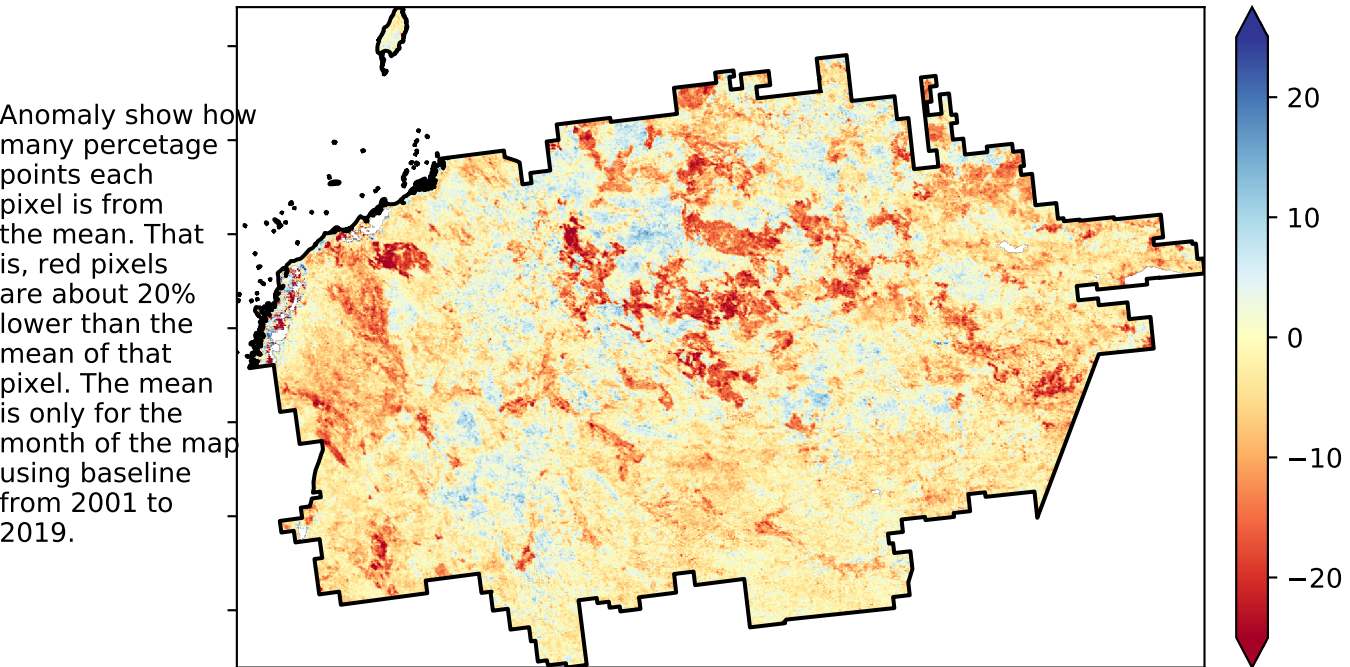 Anomaly show how
many percetage
points each
pixel is from
the mean. That
is, red pixels
are about 20%
lower than the
mean of that
pixel. The mean
is only for the
month of the map
using baseline
from 2001 to
2019.
20
10
0
−10
−20